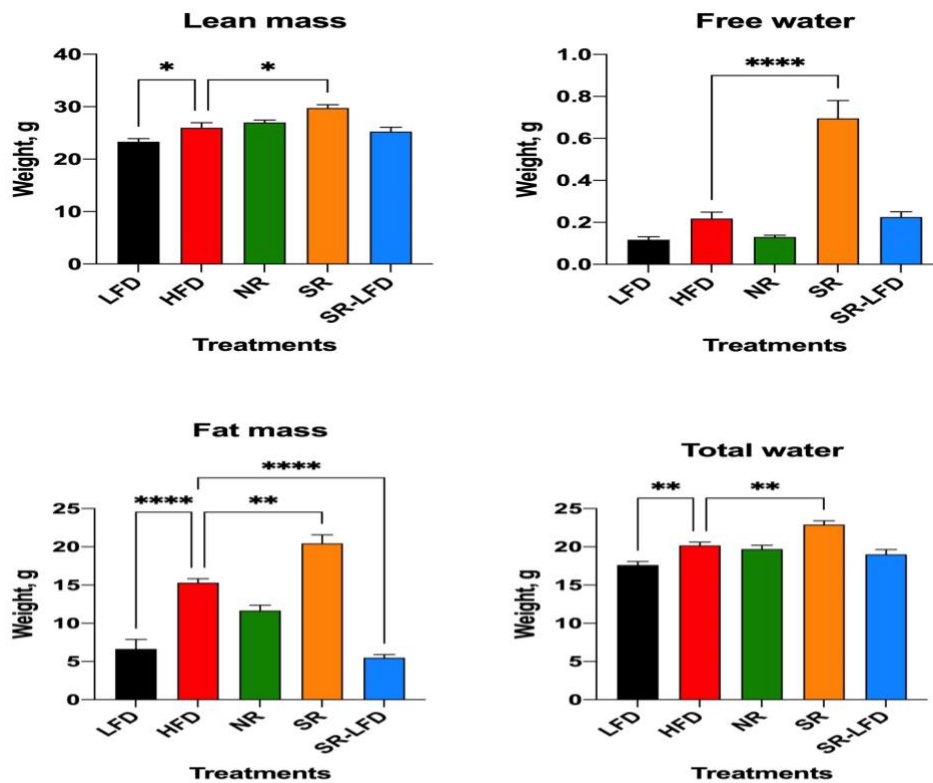 Lean mass
Weight, g
40
30
20
10
0
*
*
LFD
HFD
NR
SR
SR-LFD
Treatments
Free water
Weight, g
1.0
0.8
0.6
0.4
0.2
0.0
****
LFD
HFD
NR
SR
SR-LFD
Treatments
Fat mass
Weight, g
25
20
15
10
5
0
****
****
**
LFD
HFD
NR
SR
SR-LFD
Treatments
Total water
Weight, g
25
20
15
10
5
0
**
**
LFD
HFD
NR
SR
SR-LFD
Treatments